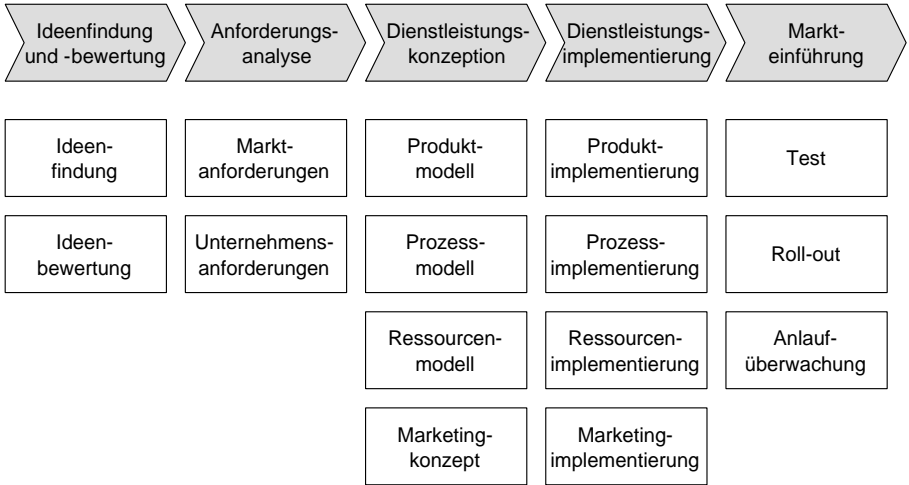 Ideenfindung
und -bewertung
Anforderungs-
analyse
Dienstleistungs-
konzeption
Dienstleistungs-
implementierung
Markt-
einführung
Ideen-
findung
Markt-
anforderungen
Produkt-
modell
Produkt-
implementierung
Test
Ideen-
bewertung
Unternehmens-
anforderungen
Prozess-
modell
Prozess-
implementierung
Roll-out
Ressourcen-
modell
Ressourcen-
implementierung
Anlauf-
überwachung
Marketing-
konzept
Marketing-
implementierung